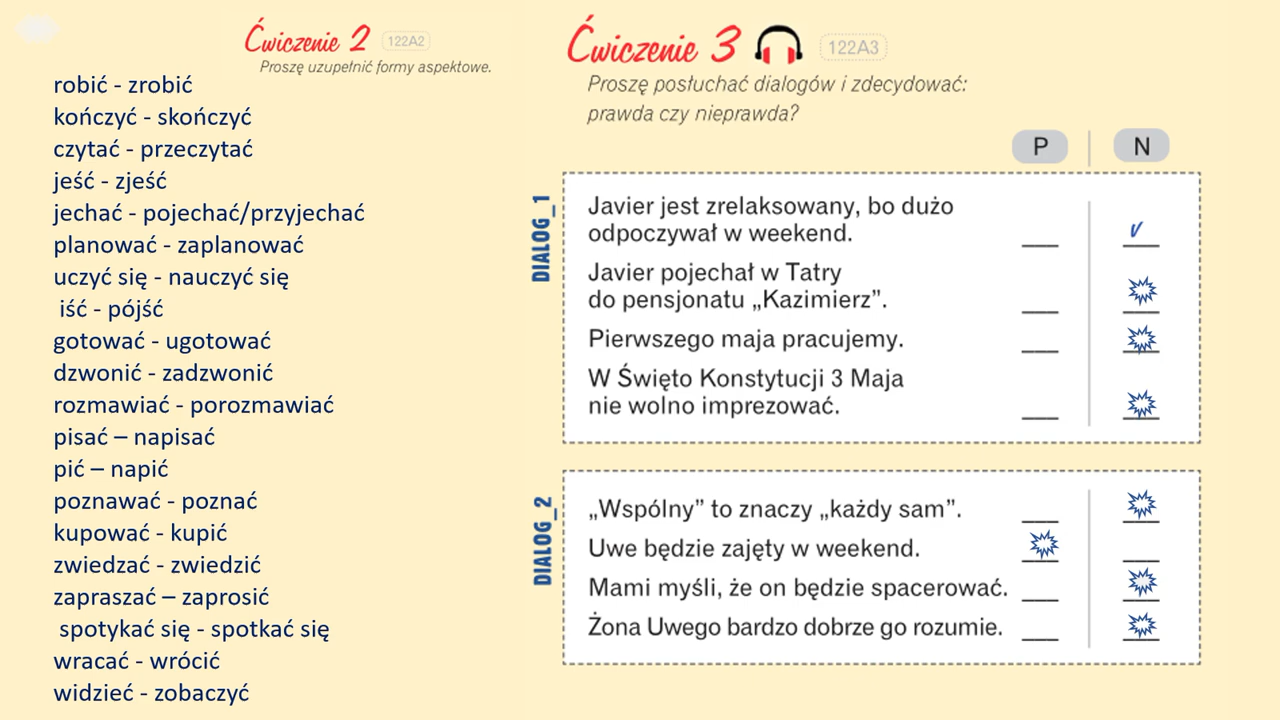 Ćwiczenie 2 122A2
Proszę uzupełnić formy aspektowe.
robić - zrobić
kończyć - skończyć
czytać - przeczytać
jeść - zjeść
jechać - pojechać/przyjechać
planować - zaplanować
uczyć się - nauczyć się
iść - pójść
gotować - ugotować
dzwonić - zadzwonić
rozmawiać - porozmawiać
pisać – napisać
pić – napić
poznawać - poznać
kupować - kupić
zwiedzać - zwiedzić
zapraszać – zaprosić
spotykać się - spotkać się
wracać - wrócić
widzieć - zobaczyć
Ćwiczenie 3 122A3
Proszę posłuchać dialogów i zdecydować:
prawda czy nieprawda?
P N
DIALOG_1
Javier jest zrelaksowany, bo dużo
odpoczywał w weekend.
Javier pojechał w Tatry
do pensjonatu „Kazimierz”.
Pierwszego maja pracujemy.
W Święto Konstytucji 3 Maja
nie wolno imprezować.
DIALOG_2
„Wspólny” to znaczy „każdy sam”.
Uwe będzie zajęty w weekend.
Mami myśli, że on będzie spacerować.
Żona Uwego bardzo dobrze go rozumie.